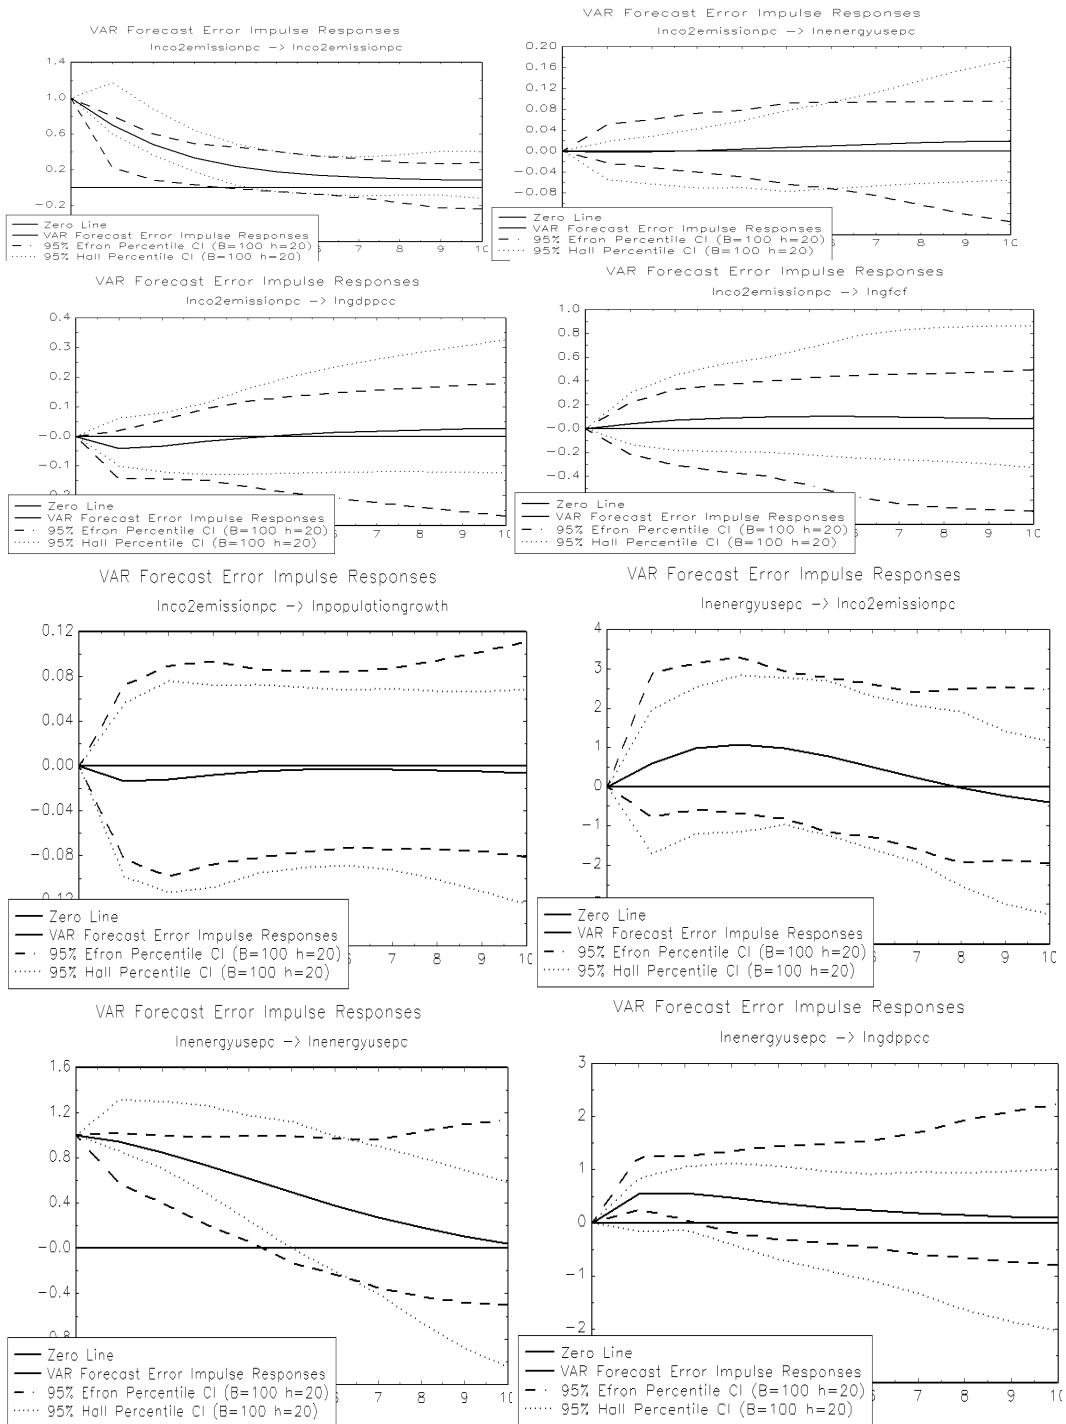 VAR Forecast Error Impulse Responses
lnco2emissionpc -> lnco2emissionpc
1.4
1.0
0.6
0.2
-0.2
6 7 8 9 10
Zero Line
VAR Forecast Error Impulse Responses
95% Efron Percentile CI (B=100 h=20)
95% Hall Percentile CI (B=100 h=20)
VAR Forecast Error Impulse Responses
lnco2emissionpc -> lnenergyusepc
0.20
0.16
0.12
0.08
0.04
0.00
-0.04
-0.08
7 8 9 10
Zero Line
VAR Forecast Error Impulse Responses
95% Efron Percentile CI (B=100 h=20)
95% Hall Percentile CI (B=100 h=20)
VAR Forecast Error Impulse Responses
lnco2emissionpc -> lngdppcc
0.4
0.3
0.2
0.1
-0.0
-0.1
7 8 9 10
Zero Line
VAR Forecast Error Impulse Responses
95% Efron Percentile CI (B=100 h=20)
95% Hall Percentile CI (B=100 h=20)
VAR Forecast Error Impulse Responses
lnco2emissionpc -> lngfcf
1.0
0.8
0.6
0.4
0.2
-0.0
-0.2
-0.4
7 8 9 10
Zero Line
VAR Forecast Error Impulse Responses
95% Efron Percentile CI (B=100 h=20)
95% Hall Percentile CI (B=100 h=20)
VAR Forecast Error Impulse Responses
lnco2emissionpc -> lnpopulationgrowth
0.12
0.08
0.04
0.00
-0.04
-0.08
7 8 9 10
Zero Line
VAR Forecast Error Impulse Responses
95% Efron Percentile CI (B=100 h=20)
95% Hall Percentile CI (B=100 h=20)
VAR Forecast Error Impulse Responses
lnenergyusepc -> lnco2emissionpc
4
3
2
1
0
-1
-2
7 8 9 10
Zero Line
VAR Forecast Error Impulse Responses
95% Efron Percentile CI (B=100 h=20)
95% Hall Percentile CI (B=100 h=20)
VAR Forecast Error Impulse Responses
lnenergyusepc -> lnenergyusepc
1.6
1.2
0.8
0.4
-0.0
-0.4
7 8 9 10
Zero Line
VAR Forecast Error Impulse Responses
95% Efron Percentile CI (B=100 h=20)
95% Hall Percentile CI (B=100 h=20)
VAR Forecast Error Impulse Responses
lnenergyusepc -> lngdppcc
3
2
1
0
-1
-2
7 8 9 10
Zero Line
VAR Forecast Error Impulse Responses
95% Efron Percentile CI (B=100 h=20)
95% Hall Percentile CI (B=100 h=20)